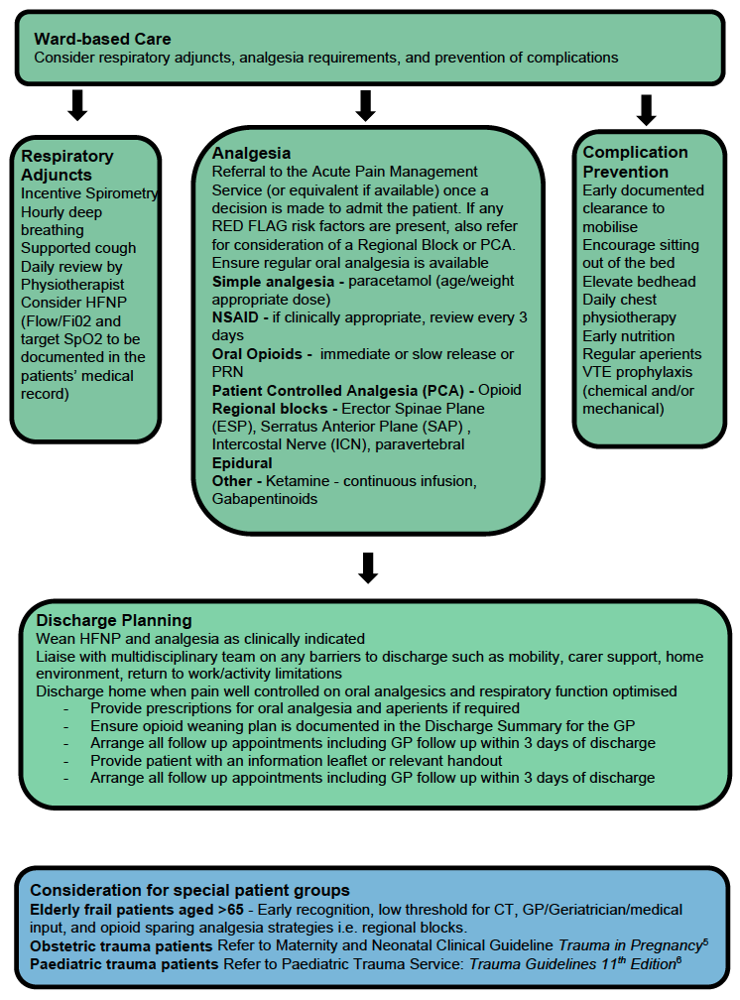 Ward-based Care
Consider respiratory adjuncts, analgesia requirements, and prevention of complications
Respiratory
Adjuncts
Incentive Spirometry
Hourly deep
breathing
Supported cough
Daily review by
Physiotherapist
Consider HFNP
(Flow/Fi02 and
target SpO2 to be
documented in the
patients' medical
record)
Analgesia
Referral to the Acute Pain Management
Service (or equivalent if available) once a
decision is made to admit the patient. If any
RED FLAG risk factors are present, also refer
for consideration of a Regional Block or PCA.
Ensure regular oral analgesia is available
Simple analgesia - paracetamol (age/weight
appropriate dose)
NSAID - if clinically appropriate, review every 3
days
Oral Opioids - immediate or slow release or
PRN
Patient Controlled Analgesia (PCA) - Opioid
Regional blocks - Erector Spinae Plane
(ESP), Serratus Anterior Plane (SAP) ,
Intercostal Nerve (ICN), paravertebral
Epidural
Other - Ketamine - continuous infusion,
Gabapentinoids
Complication
Prevention
Early documented
clearance to
mobilise
Encourage sitting
out of the bed
Elevate bedhead
Daily chest
physiotherapy
Early nutrition
Regular aperients
VTE prophylaxis
(chemical and/or
mechanical)
Discharge Planning
Wean HFNP and analgesia as clinically indicated
Liaise with multidisciplinary team on any barriers to discharge such as mobility, carer support, home
environment, return to work/activity limitations
Discharge home when pain well controlled on oral analgesics and respiratory function optimised
- Provide prescriptions for oral analgesia and aperients if required
- Ensure opioid weaning plan is documented in the Discharge Summary for the GP
- Arrange all follow up appointments including GP follow up within 3 days of discharge
- Provide patient with an information leaflet or relevant handout
- Arrange all follow up appointments including GP follow up within 3 days of discharge
Consideration for special patient groups
Elderly frail patients aged >65 - Early recognition, low threshold for CT, GP/Geriatrician/medical
input, and opioid sparing analgesia strategies i.e. regional blocks.
Obstetric trauma patients Refer to Maternity and Neonatal Clinical Guideline Trauma in Pregnancy⁵
Paediatric trauma patients Refer to Paediatric Trauma Service: Trauma Guidelines 11ᵗʰ Edition⁶